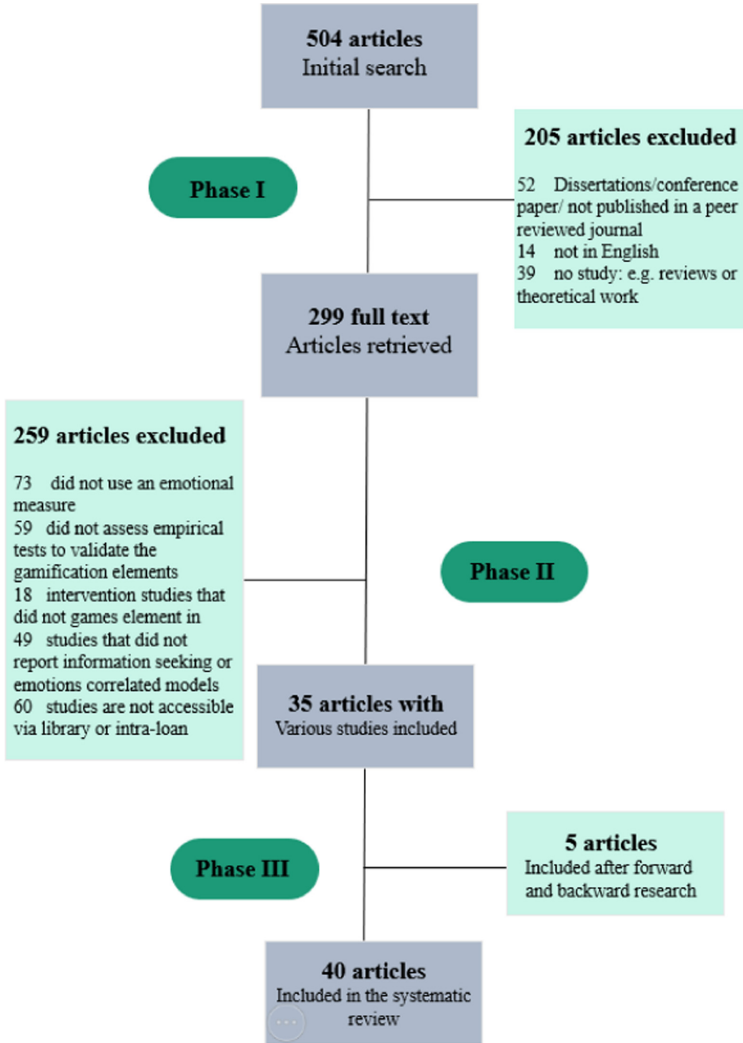 504 articles
Initial search
205 articles excluded
Phase I
52 Dissertations/conference
paper/ not published in a peer
reviewed journal
14 not in English
39 no study: e.g. reviews or
theoretical work
299 full text
Articles retrieved
259 articles excluded
73 did not use an emotional
measure
59 did not assess empirical
tests to validate the
gamification elements
18 intervention studies that
did not games element in
49 studies that did not
report information seeking or
emotions correlated models
60 studies are not accessible
via library or intra-loan
Phase II
35 articles with
Various studies included
Phase III
5 articles
Included after forward
and backward research
40 articles
Included in the systematic
review